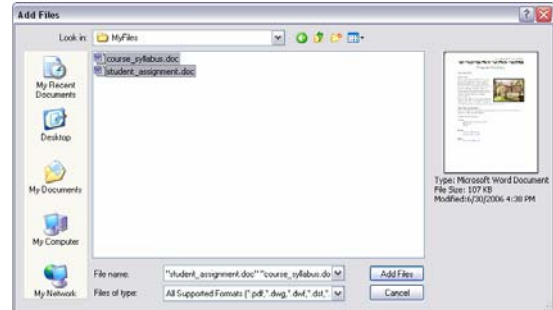 Add Files
Look in: MyFiles
course_syllabus.doc
student_assignment.doc
My Recent
Documents
Desktop
My Documents
My Computer
My Network
Type: Microsoft Word Document
File Size: 107 KB
Modified:6/30/2006 4:38 PM
File name: "student_assignment.doc" "course_syllabus.do
Add Files
Files of type: All Supported Formats (*.pdf,*.dwg,*.dwf,*.dst,*
Cancel